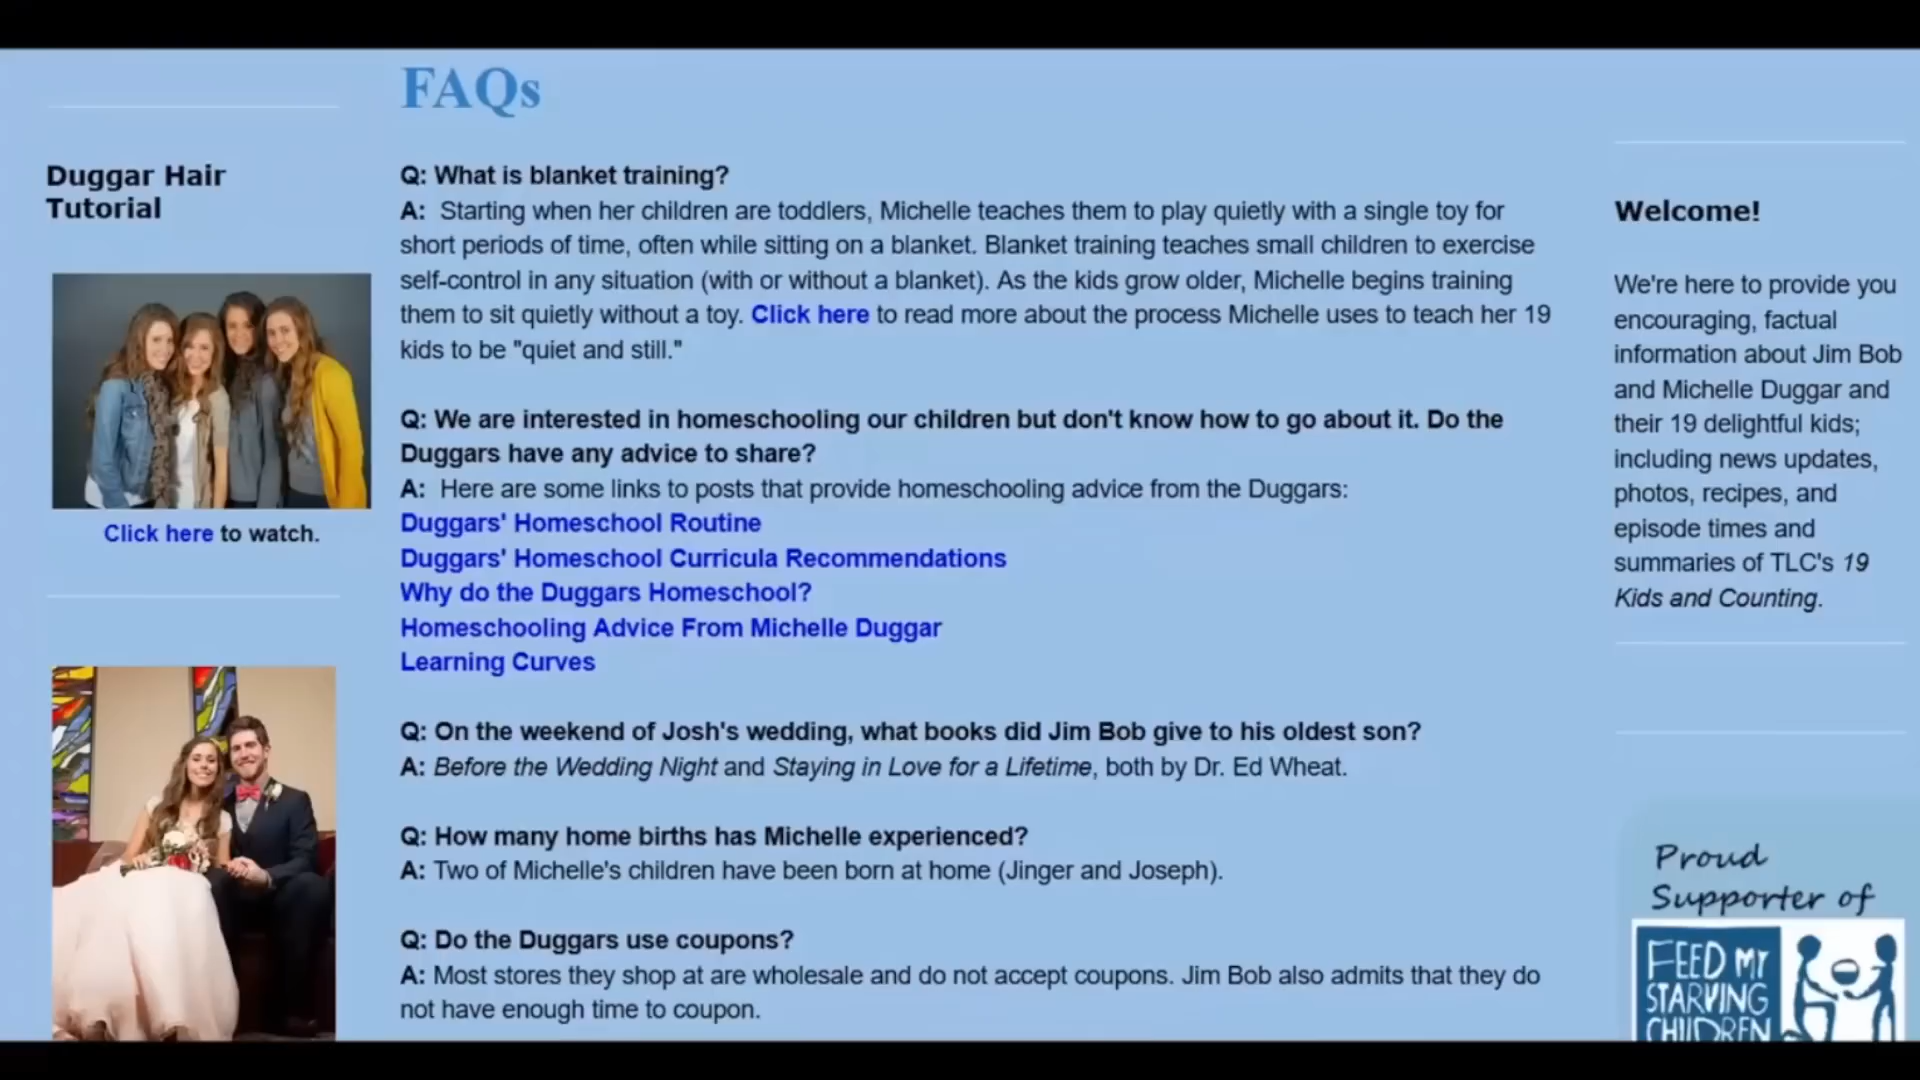 FAQs
Duggar Hair
Tutorial
Click here to watch.
Q: What is blanket training?
A: Starting when her children are toddlers, Michelle teaches them to play quietly with a single toy for
short periods of time, often while sitting on a blanket. Blanket training teaches small children to exercise
self-control in any situation (with or without a blanket). As the kids grow older, Michelle begins training
them to sit quietly without a toy. Click here to read more about the process Michelle uses to teach her 19
kids to be "quiet and still."
Q: We are interested in homeschooling our children but don't know how to go about it. Do the
Duggars have any advice to share?
A: Here are some links to posts that provide homeschooling advice from the Duggars:
Duggars' Homeschool Routine
Duggars' Homeschool Curricula Recommendations
Why do the Duggars Homeschool?
Homeschooling Advice From Michelle Duggar
Learning Curves
Q: On the weekend of Josh's wedding, what books did Jim Bob give to his oldest son?
A: Before the Wedding Night and Staying in Love for a Lifetime, both by Dr. Ed Wheat.
Q: How many home births has Michelle experienced?
A: Two of Michelle's children have been born at home (Jinger and Joseph).
Q: Do the Duggars use coupons?
A: Most stores they shop at are wholesale and do not accept coupons. Jim Bob also admits that they do
not have enough time to coupon.
Welcome!
We're here to provide you
encouraging, factual
information about Jim Bob
and Michelle Duggar and
their 19 delightful kids;
including news updates,
photos, recipes, and
episode times and
summaries of TLC's 19
Kids and Counting.
Proud
Supporter of
FEED MY
STARVING
CHILDREN